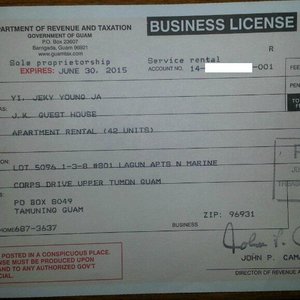 BUSINESS LICENSE
DEPARTMENT OF REVENUE AND TAXATION
GOVERNMENT OF GUAM
P.O. Box 23607
Barrigada, Guam 96921
www.guamtax.com
R
Sole proprietorship
Service rental
EXPIRES: JUNE 30, 2015
ACCOUNT NO. 14- -001
YI, JEKY YOUNG JA
J.K. GUEST HOUSE
APARTMENT RENTAL (42 UNITS)
LOT 5096 1-3-8 #801 LAGUN APTS N MARINE
CORPS DRIVE UPPER TUMON GUAM
PO BOX 8049
TAMUNING GUAM
ZIP: 96931
687-3637
BUSINESS
POSTED IN A CONSPICUOUS PLACE.
MUST BE PRODUCED UPON
AND TO ANY AUTHORIZED GOV'T
OFFICIAL
JOHN P. CAM
DIRECTOR OF REVENUE A